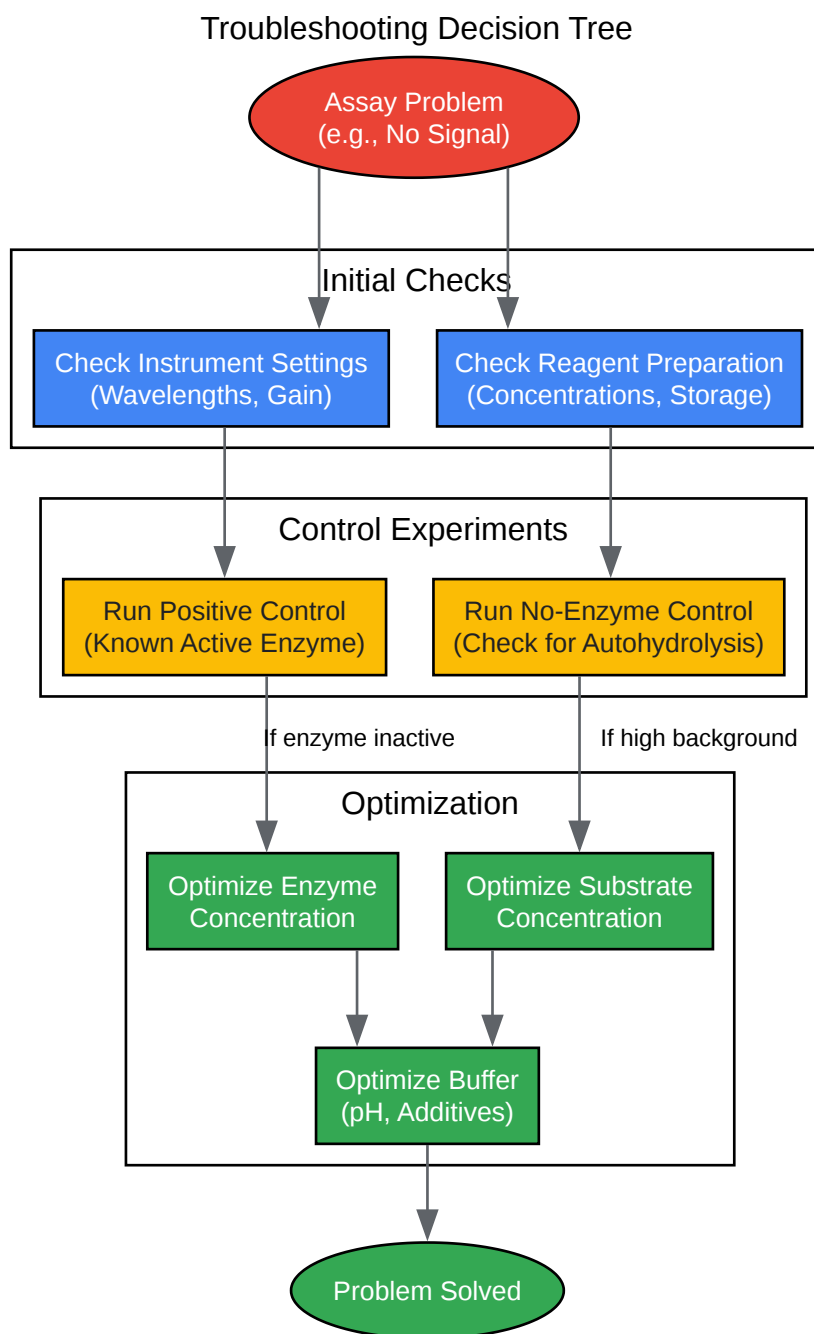 Troubleshooting Decision Tree
Assay Problem
(e.g., No Signal)
Initial Checks
Check Instrument Settings
(Wavelengths, Gain)
Check Reagent Preparation
(Concentrations, Storage)
Control Experiments
Run Positive Control
(Known Active Enzyme)
Run No-Enzyme Control
(Check for Autohydrolysis)
If enzyme inactive
If high background
Optimization
Optimize Enzyme
Concentration
Optimize Substrate
Concentration
Optimize Buffer
(pH, Additives)
Problem Solved